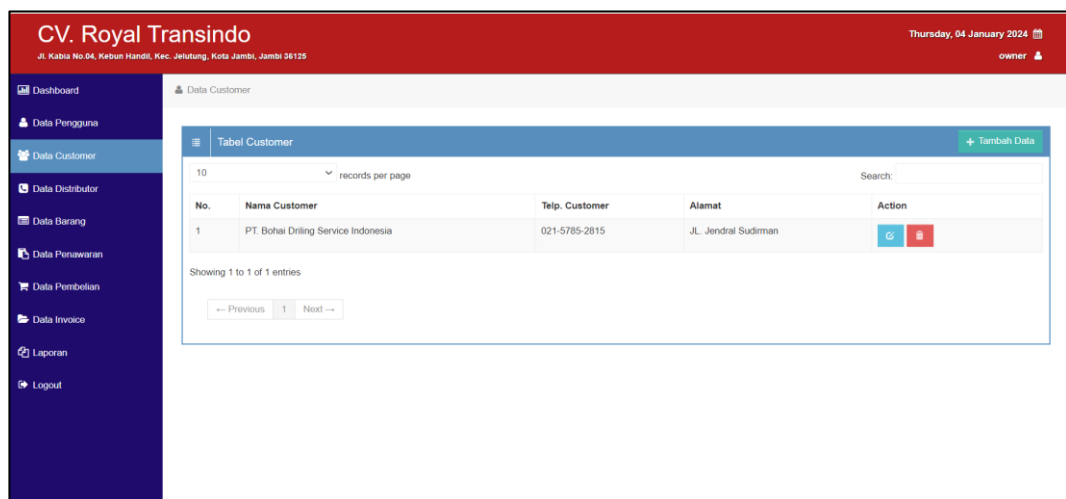 CV. Royal Transindo
Jl. Kabia No.04, Kebun Handil, Kec. Jelutung, Kota Jambi, Jambi 36125
Thursday, 04 January 2024
owner
Dashboard
Data Pengguna
Data Customer
Data Distributor
Data Barang
Data Penawaran
Data Pembelian
Data Invoice
Laporan
Logout
Data Customer
Tabel Customer
+ Tambah Data
10 records per page
Search:
No. Nama Customer Telp. Customer Alamat Action
1 PT. Bohai Driling Service Indonesia 021-5785-2815 JL. Jendral Sudirman
Showing 1 to 1 of 1 entries
← Previous 1 Next →